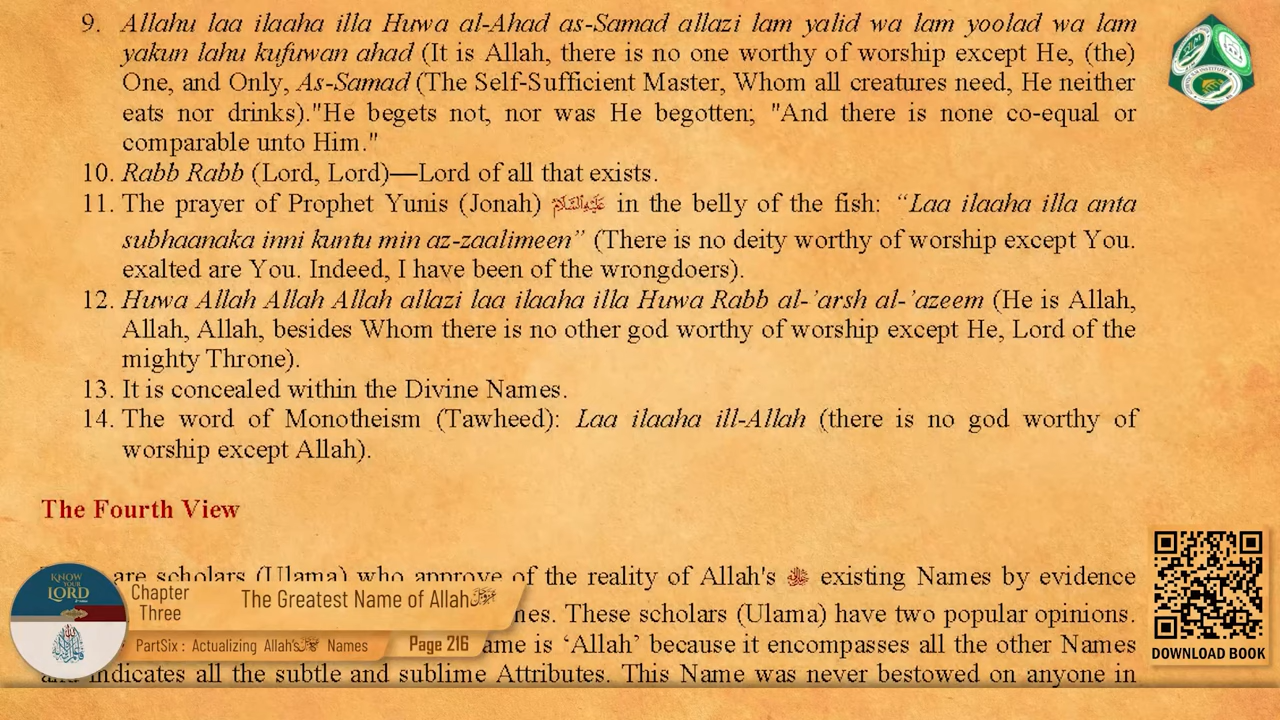 9. Allahu laa ilaaha illa Huwa al-Ahad as-Samad allazi lam yalid wa lam yoolad wa lam
yakun lahu kufuwan ahad (It is Allah, there is no one worthy of worship except He, (the)
One, and Only, As-Samad (The Self-Sufficient Master, Whom all creatures need, He neither
eats nor drinks)."He begets not, nor was He begotten; "And there is none co-equal or
comparable unto Him."
10. Rabb Rabb (Lord, Lord)—Lord of all that exists.
11. The prayer of Prophet Yunis (Jonah) عَلَيْهِ السَّلَام in the belly of the fish: “Laa ilaaha illa anta
subhaanaka inni kuntu min az-zaalimeen” (There is no deity worthy of worship except You.
exalted are You. Indeed, I have been of the wrongdoers).
12. Huwa Allah Allah Allah allazi laa ilaaha illa Huwa Rabb al-’arsh al-’azeem (He is Allah,
Allah, Allah, besides Whom there is no other god worthy of worship except He, Lord of the
mighty Throne).
13. It is concealed within the Divine Names.
14. The word of Monotheism (Tawheed): Laa ilaaha ill-Allah (there is no god worthy of
worship except Allah).
The Fourth View
are scholars (Ulama) who approve of the reality of Allah's existing Names by evidence
mes. These scholars (Ulama) have two popular opinions.
ame is ‘Allah’ because it encompasses all the other Names
indicates all the subtle and sublime Attributes. This Name was never bestowed on anyone in
KNOW
YOUR
LORD
Chapter
Three
The Greatest Name of Allah
PartSix : Actualizing Allah's Names
Page 216
DOWNLOAD BOOK